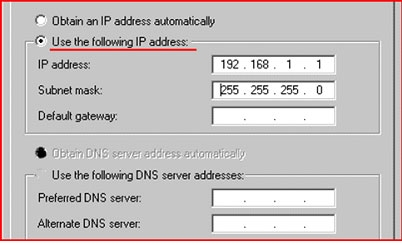 Obtain an IP address automatically
Use the following IP address:
IP address: 192 . 168 . 1 . 1
Subnet mask: 255 . 255 . 255 . 0
Default gateway: . . .
Obtain DNS server address automatically
Use the following DNS server addresses:
Preferred DNS server: . . .
Alternate DNS server: . . .